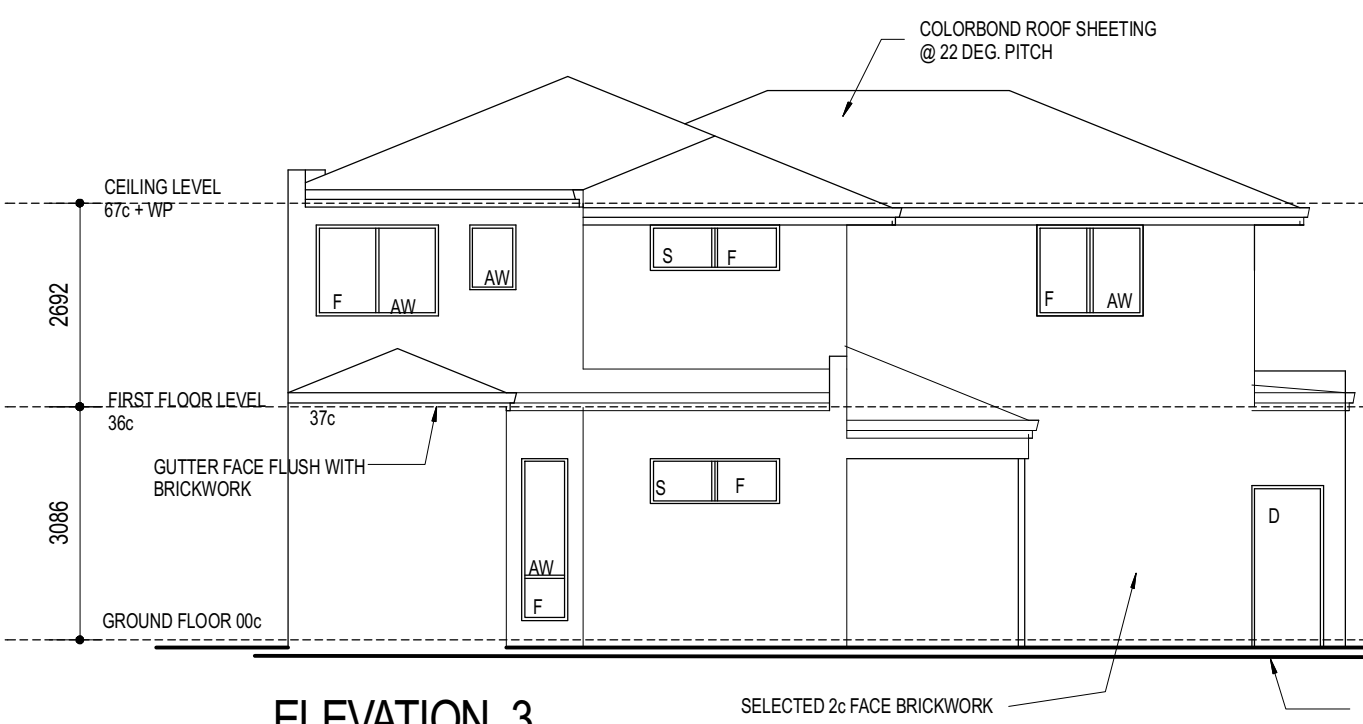 COLORBOND ROOF SHEETING
@ 22 DEG. PITCH
CEILING LEVEL
67c + WP
2692
F
AW
AW
S
F
F
AW
FIRST FLOOR LEVEL
36c
37c
GUTTER FACE FLUSH WITH
BRICKWORK
3086
S
F
AW
F
D
GROUND FLOOR 00c
ELEVATION 3
SELECTED 2c FACE BRICKWORK